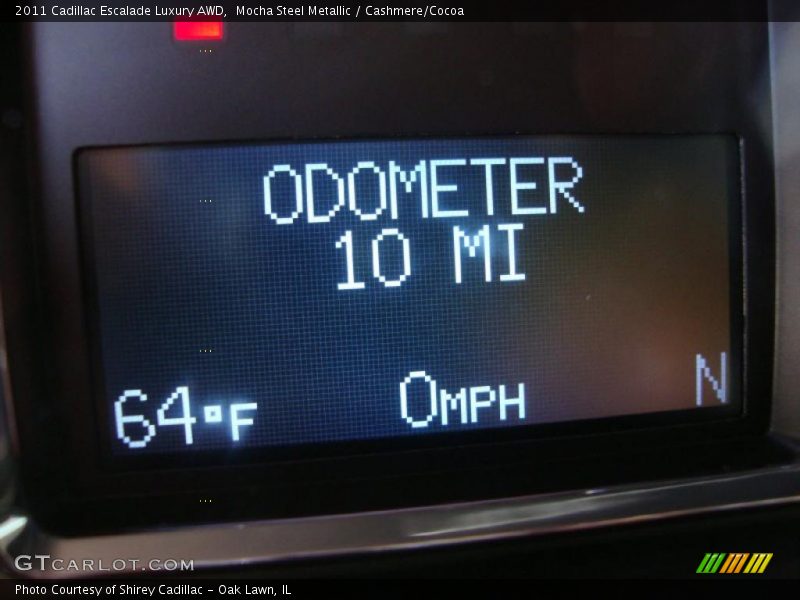 2011 Cadillac Escalade Luxury AWD,  Mocha Steel Metallic / Cashmere/Cocoa
ODOMETER
10 MI
64°F 0MPH N
GTCARLOT.COM
Photo Courtesy of Shirey Cadillac - Oak Lawn, IL